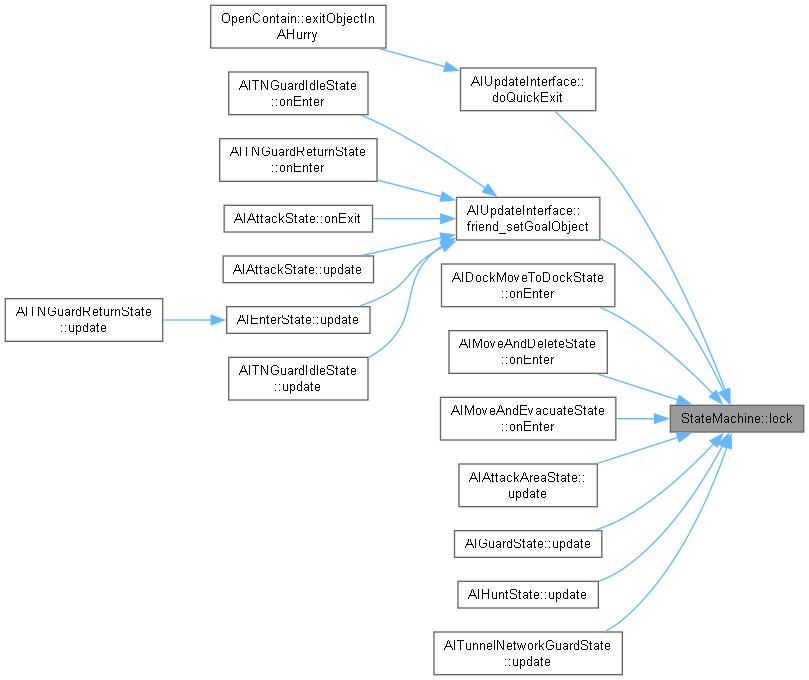 OpenContain::exitObjectIn
AHurry
AIUpdateInterface::
doQuickExit
AITNGuardIdleState
::onEnter
AITNGuardReturnState
::onEnter
AIAttackState::onExit
AIUpdateInterface::
friend_setGoalObject
AIAttackState::update
AIDockMoveToDockState
::onEnter
AITNGuardReturnState
::update
AIEnterState::update
AIMoveAndDeleteState
::onEnter
AITNGuardIdleState
::update
AIMoveAndEvacuateState
::onEnter
StateMachine::lock
AIAttackAreaState::
update
AIGuardState::update
AIHuntState::update
AITunnelNetworkGuardState
::update